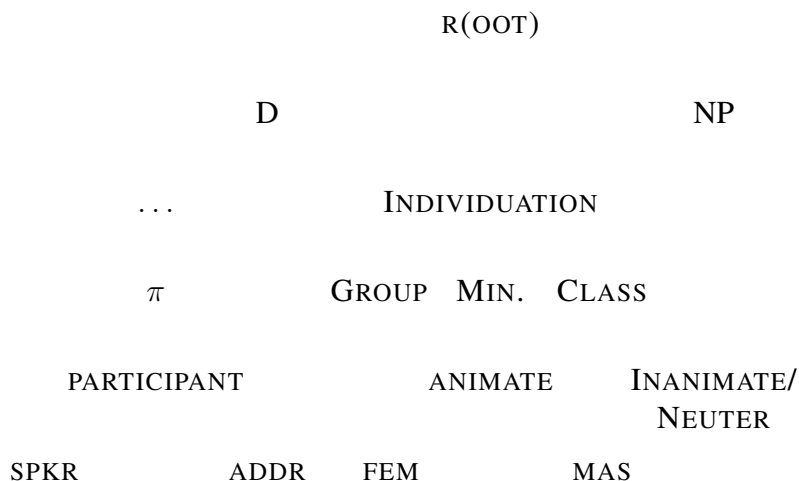 R(OOT)
D NP
... INDIVIDUATION
π GROUP MIN. CLASS
PARTICIPANT ANIMATE INANIMATE/
NEUTER
SPKR ADDR FEM MAS